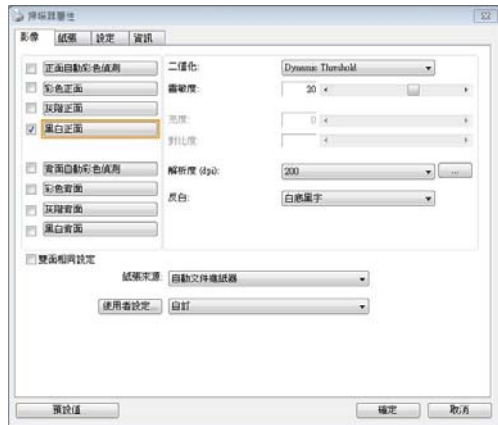 掃描器屬性
影像 紙張 設定 資訊
正面自動彩色偵測
彩色正面
灰階正面
黑白正面
背面自動彩色偵測
彩色背面
灰階背面
黑白背面
二值化: Dynamic Threshold
靈敏度: 20
亮度: 0
對比度:
解析度 (dpi): 200 ...
反白: 白底黑字
雙面相同設定
紙張來源: 自動文件進紙器
使用者設定... 自訂
預設值 確定 取消